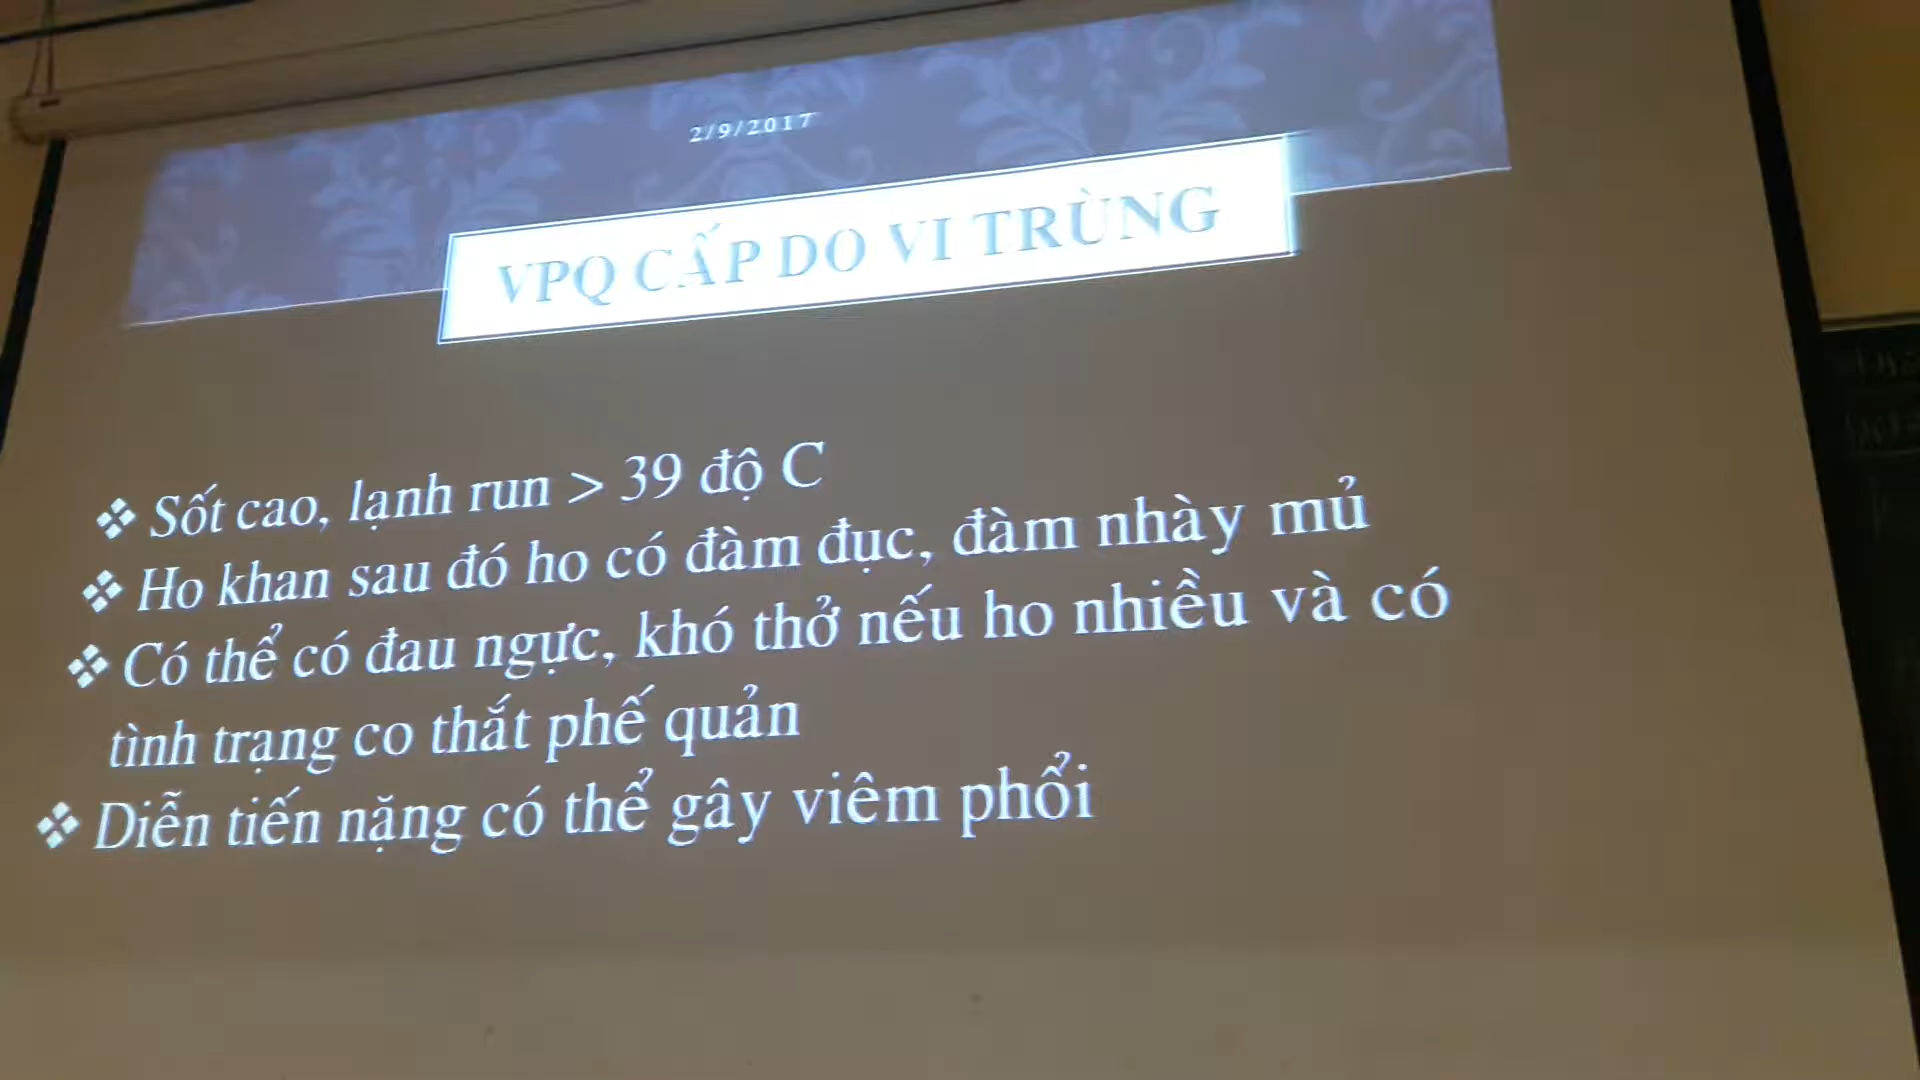 2/9/2017
VPQ CẤP DO VI TRÙNG
❖ Sốt cao, lạnh run > 39 độ C
❖ Ho khan sau đó ho có đàm đục, đàm nhày mủ
❖ Có thể có đau ngực, khó thở nếu ho nhiều và có
tình trạng co thắt phế quản
❖ Diễn tiến nặng có thể gây viêm phổi